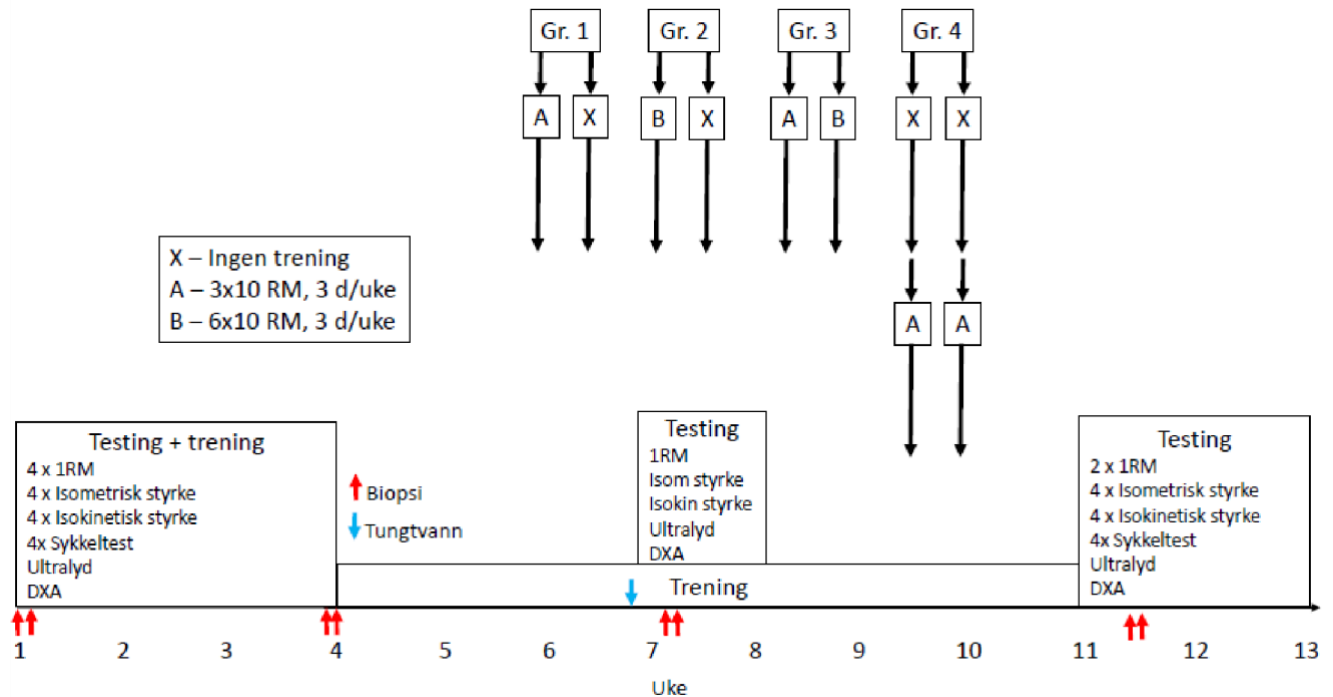 Gr. 1
Gr. 2
Gr. 3
Gr. 4
A
X
B
X
A
B
X
X
X – Ingen trening
A – 3x10 RM, 3 d/uke
B – 6x10 RM, 3 d/uke
A
A
Testing + trening
4 x 1RM
4 x Isometrisk styrke
4 x Isokinetisk styrke
4x Sykkeltest
Ultralyd
DXA
Biopsi
Tungtvann
Testing
1RM
Isom styrke
Isokin styrke
Ultralyd
DXA
Trening
Testing
2 x 1RM
4 x Isometrisk styrke
4 x Isokinetisk styrke
4x Sykkeltest
Ultralyd
DXA
1 2 3 4 5 6 7 8 9 10 11 12 13
Uke